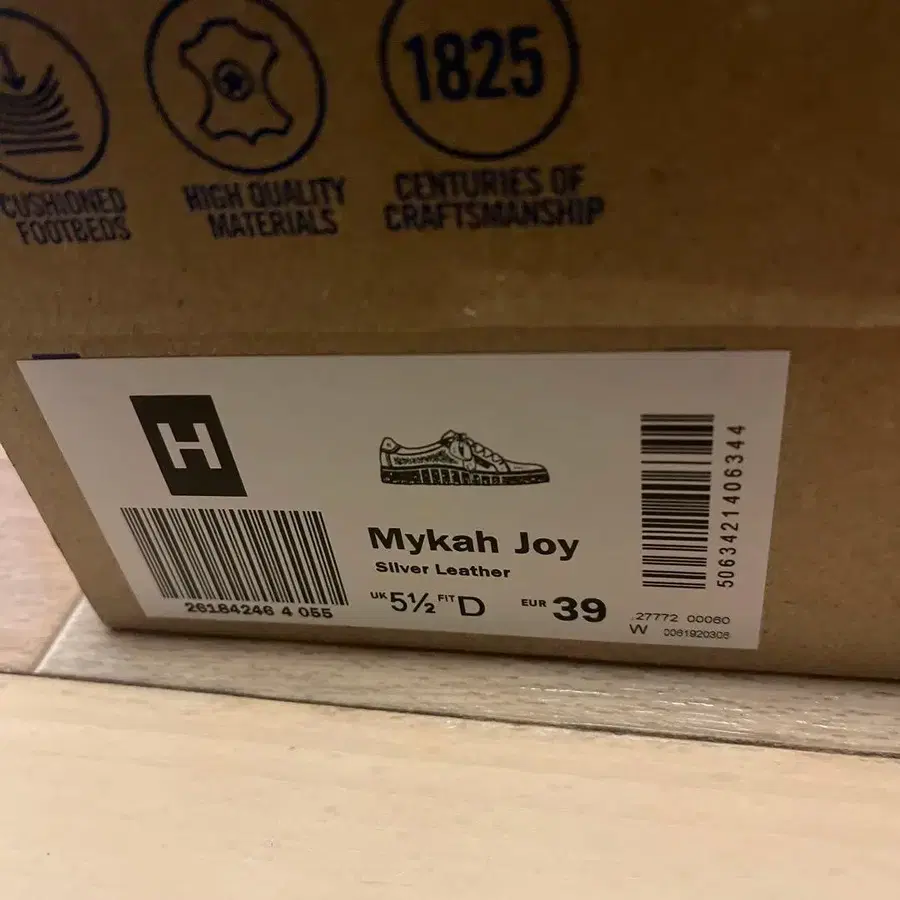 1825
CUSHIONED
FOOTBEDS
HIGH QUALITY
MATERIALS
CENTURIES OF
CRAFTSMANSHIP
H
Mykah Joy
Silver Leather
UK 5½ FIT D EUR 39
26184246 4 055
5063421406344
27772 00060
W 0061920306